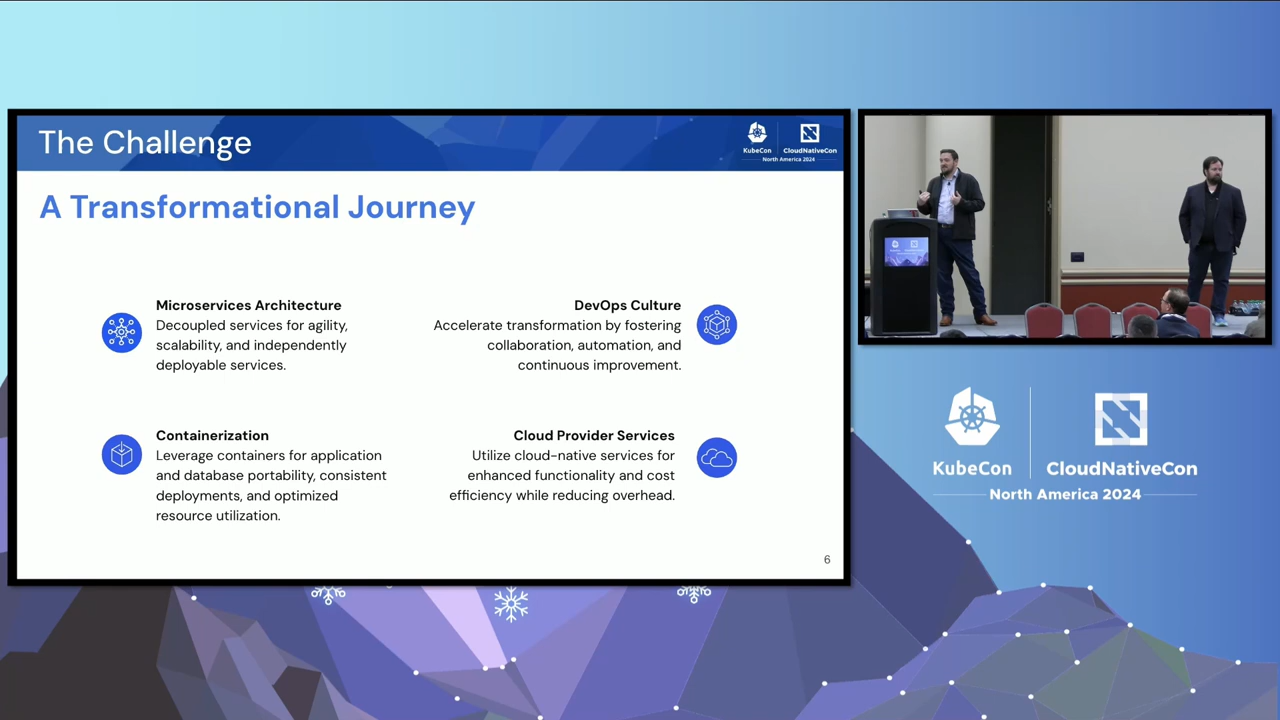 The Challenge
KubeCon
CloudNativeCon
North America 2024
A Transformational Journey
Microservices Architecture
Decoupled services for agility,
scalability, and independently
deployable services.
DevOps Culture
Accelerate transformation by fostering
collaboration, automation, and
continuous improvement.
Containerization
Leverage containers for application
and database portability, consistent
deployments, and optimized
resource utilization.
Cloud Provider Services
Utilize cloud-native services for
enhanced functionality and cost
efficiency while reducing overhead.
6
KubeCon
CloudNativeCon
North America 2024